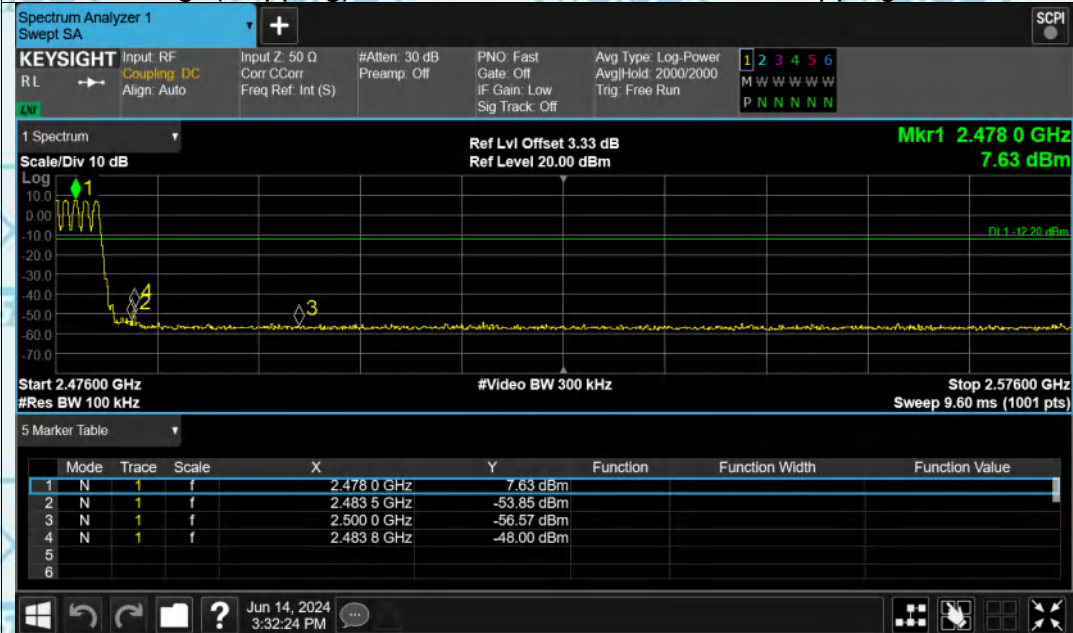 Spectrum Analyzer 1
Swept SA
+
SCPI
KEYSIGHT Input: RF Input Z: 50 Ω #Atten: 30 dB PNO: Fast Avg Type: Log-Power 1 2 3 4 5 6
RL Coupling: DC Corr CCorr Preamp: Off Gate: Off Avg|Hold: 2000/2000 M W W W W W
Align: Auto Freq Ref: Int (S) IF Gain: Low Trig: Free Run
LXI Sig Track: Off P N N N N N
1 Spectrum Ref Lvl Offset 3.33 dB Mkr1 2.478 0 GHz
Scale/Div 10 dB Ref Level 20.00 dBm 7.63 dBm
Log
10.0
0.00
-10.0
-20.0
-30.0
-40.0
-50.0
-60.0
-70.0
1
4
2
3
DL1 -12.20 dBm
Start 2.47600 GHz #Video BW 300 kHz Stop 2.57600 GHz
#Res BW 100 kHz Sweep 9.60 ms (1001 pts)
5 Marker Table
Mode Trace Scale X Y Function Function Width Function Value
1 N 1 f 2.478 0 GHz 7.63 dBm
2 N 1 f 2.483 5 GHz -53.85 dBm
3 N 1 f 2.500 0 GHz -56.57 dBm
4 N 1 f 2.483 8 GHz -48.00 dBm
5
6
?
Jun 14, 2024
3:32:24 PM